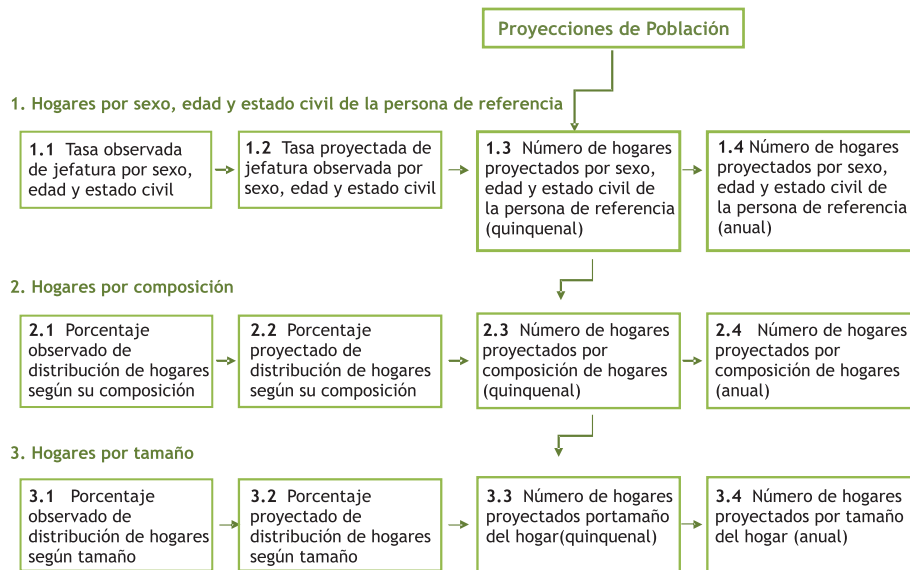 Proyecciones de Población
1. Hogares por sexo, edad y estado civil de la persona de referencia
1.1 Tasa observada
de jefatura por sexo,
edad y estado civil
1.2 Tasa proyectada de
jefatura observada por
sexo, edad y estado civil
1.3 Número de hogares
proyectados por sexo,
edad y estado civil de
la persona de referencia
(quinquenal)
1.4 Número de hogares
proyectados por sexo,
edad y estado civil de
la persona de referencia
(anual)
2. Hogares por composición
2.1 Porcentaje
observado de
distribución de hogares
según su composición
2.2 Porcentaje
proyectado de
distribución de hogares
según su composición
2.3 Número de hogares
proyectados por
composición de hogares
(quinquenal)
2.4 Número de hogares
proyectados por
composición de hogares
(anual)
3. Hogares por tamaño
3.1 Porcentaje
observado de
distribución de hogares
según tamaño
3.2 Porcentaje
proyectado de
distribución de hogares
según tamaño
3.3 Número de hogares
proyectados portamaño
del hogar(quinquenal)
3.4 Número de hogares
proyectados por tamaño
del hogar (anual)